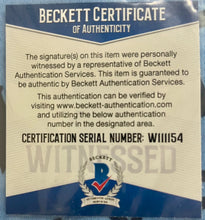 BECKETT CERTIFICATE
OF AUTHENTICITY
The signature(s) on this item were personally
witnessed by a representative of Beckett
Authentication Services. This item is guaranteed to
be authentic by Beckett Authentication Services.
This authentication can be verified by
visiting www.beckett-authentication.com
and utilizing the below authentication
number in the designated area.
CERTIFICATION SERIAL NUMBER: W111154
WITNESSED
BECKETT